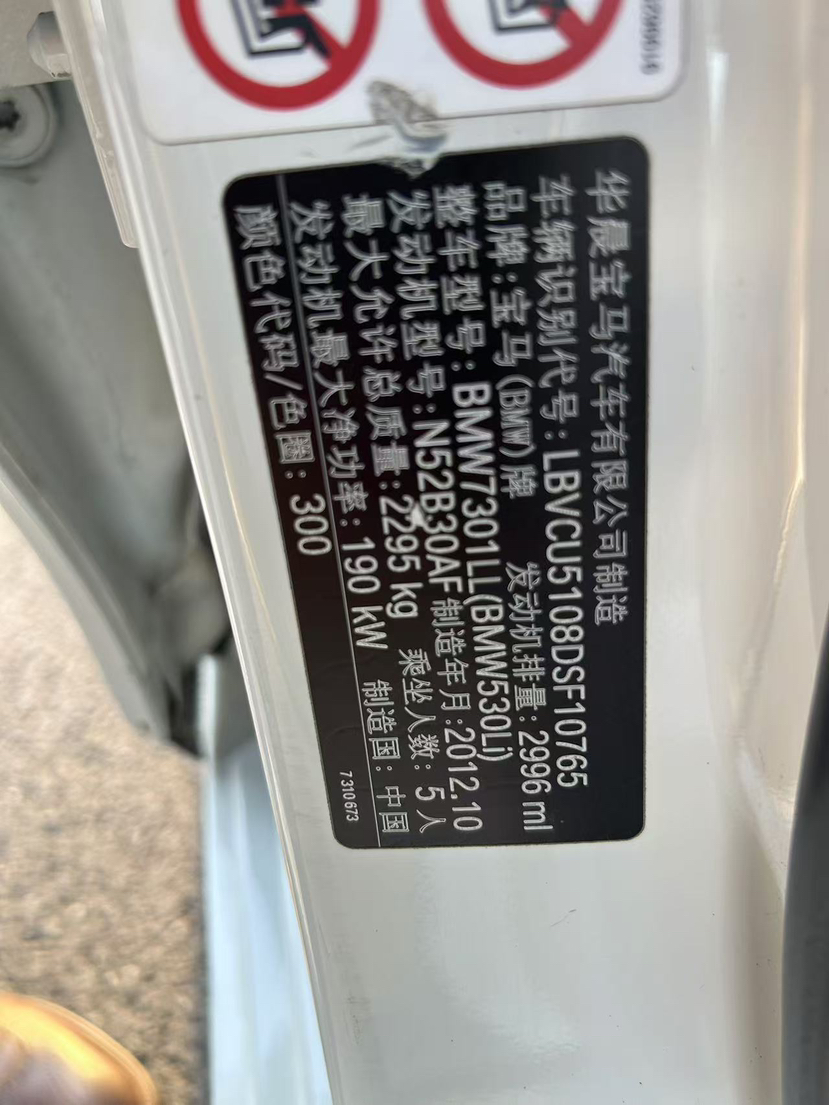 华晨宝马汽车有限公司制造
车辆识别代号:LBVCU5108DSF10765
品牌:宝马(BMW)牌 发动机排量:2996 ml
整车型号:BMW7301LL(BMW530Li)
发动机型号:N52B30AF 制造年月:2012.10
最大允许总质量:2295 kg 乘坐人数:5人
发动机最大净功率:190 kW 制造国:中国
颜色代码/色图:300
7310673